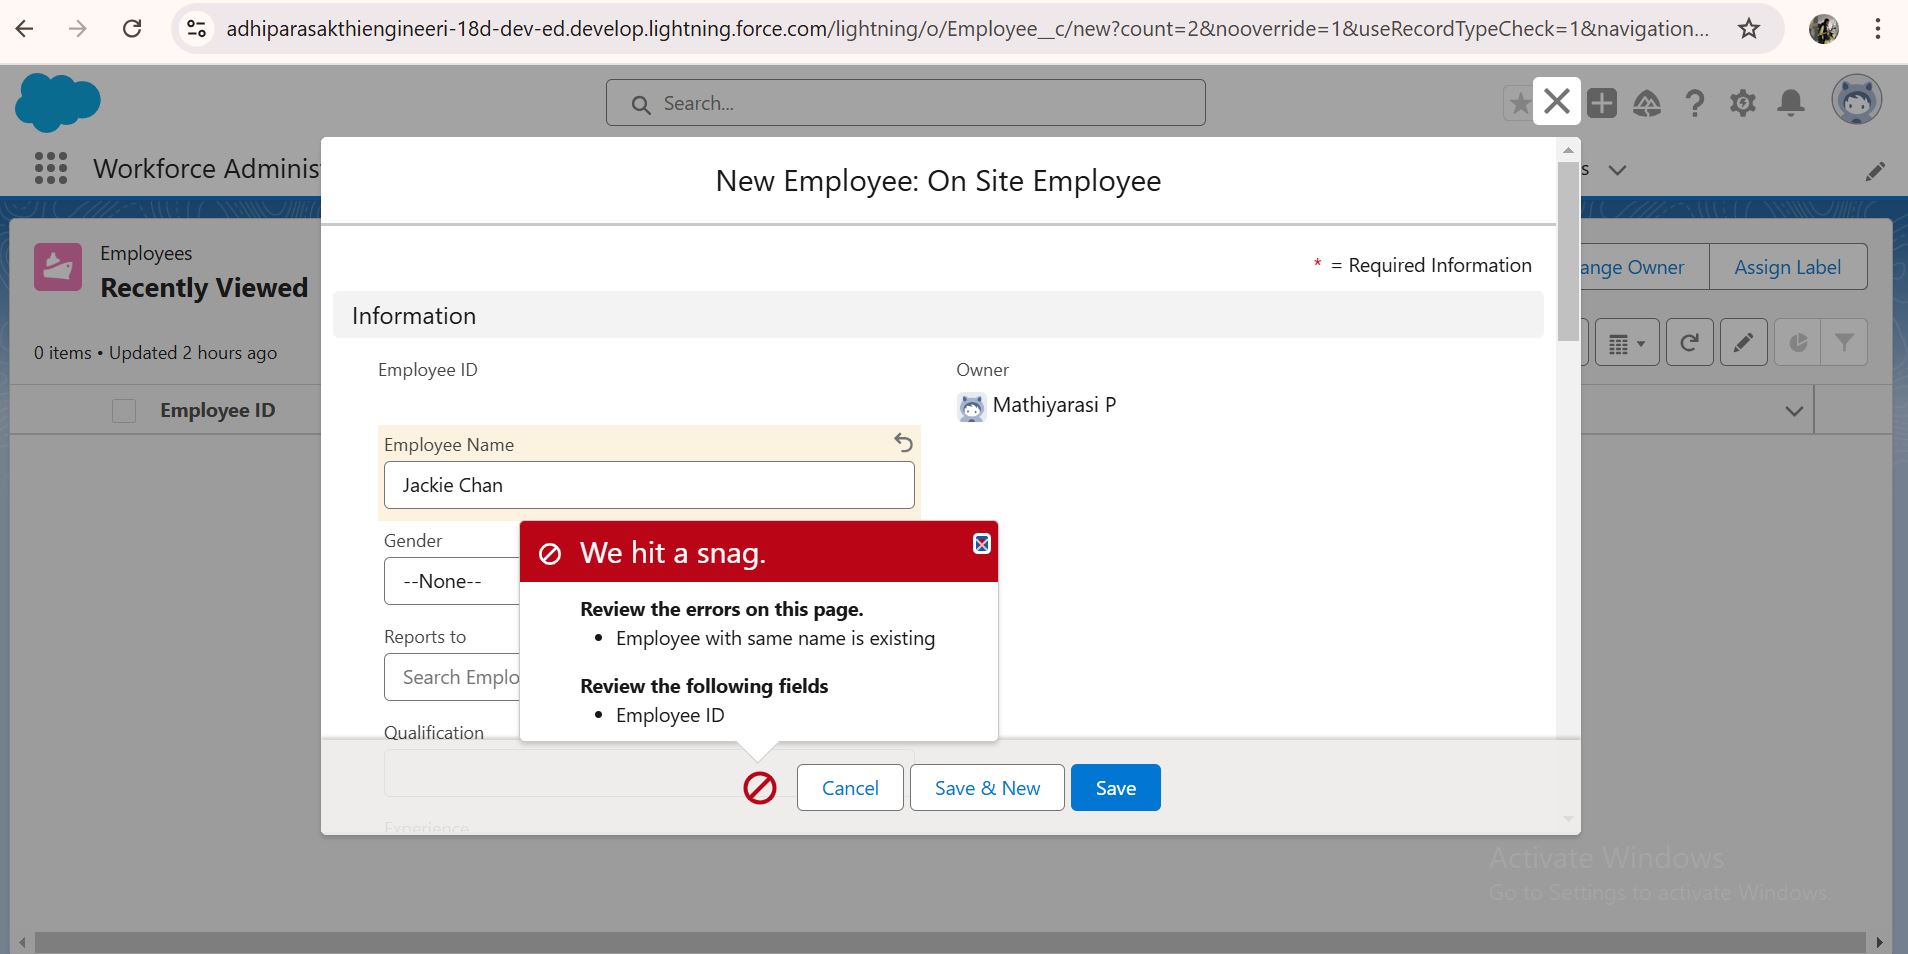 adhiparasakthiengineeri-18d-dev-ed.develop.lightning.force.com/lightning/o/Employee__c/new?count=2&nooverride=1&useRecordTypeCheck=1&navigation...
Search...
Workforce Adminis
s
New Employee: On Site Employee
* = Required Information
Employees
Recently Viewed
ange Owner
Assign Label
0 items • Updated 2 hours ago
Information
Employee ID
Employee ID
Owner
Mathiyarasi P
Employee Name
Jackie Chan
Gender
--None--
Reports to
Search Emplo
Qualification
Experience
We hit a snag.
Review the errors on this page.
• Employee with same name is existing
Review the following fields
• Employee ID
Cancel
Save & New
Save
Activate Windows
Go to Settings to activate Windows.